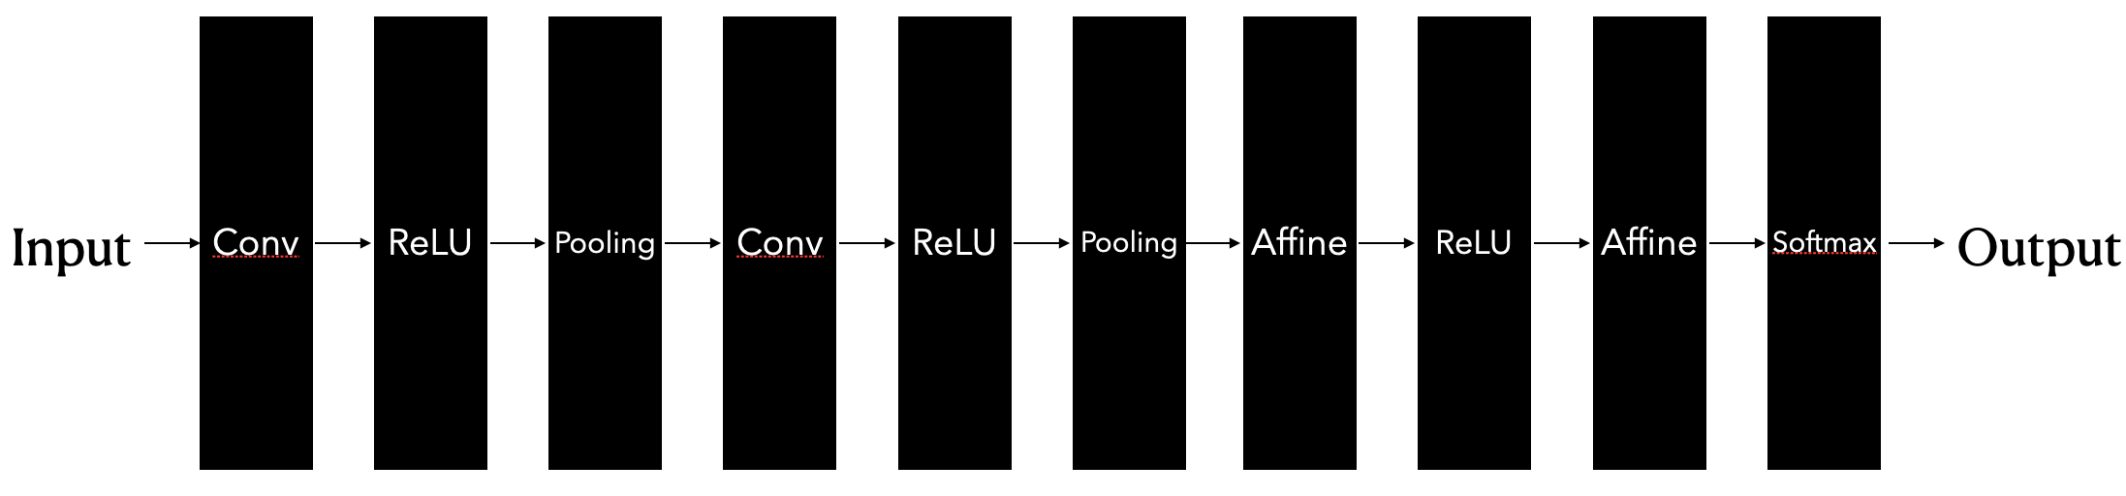 Input
Conv
ReLU
Pooling
Conv
ReLU
Pooling
Affine
ReLU
Affine
Softmax
Output